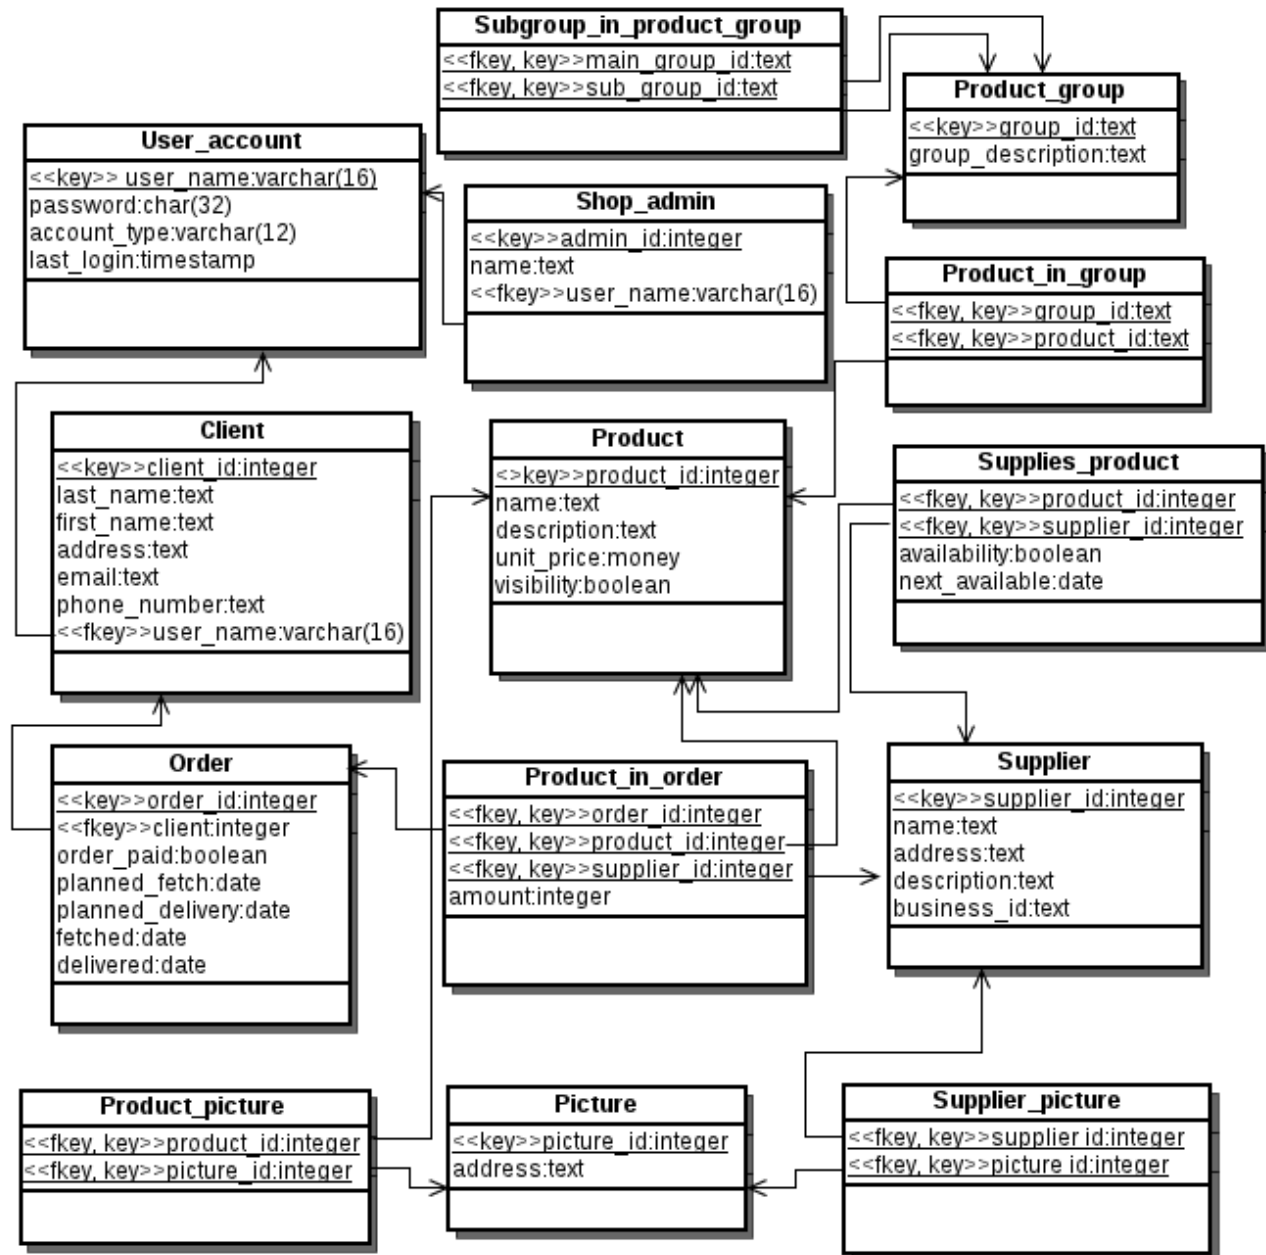 Subgroup_in_product_group
<<fkey, key>>main_group_id:text
<<fkey, key>>sub_group_id:text
Product_group
<<key>>group_id:text
group_description:text
User_account
<<key>> user_name:varchar(16)
password:char(32)
account_type:varchar(12)
last_login:timestamp
Shop_admin
<<key>>admin_id:integer
name:text
<<fkey>>user_name:varchar(16)
Product_in_group
<<fkey, key>>group_id:text
<<fkey, key>>product_id:text
Client
<<key>>client_id:integer
last_name:text
first_name:text
address:text
email:text
phone_number:text
<<fkey>>user_name:varchar(16)
Product
<>key>>product_id:integer
name:text
description:text
unit_price:money
visibility:boolean
Supplies_product
<<fkey, key>>product_id:integer
<<fkey, key>>supplier_id:integer
availability:boolean
next_available:date
Order
<<key>>order_id:integer
<<fkey>>client:integer
order_paid:boolean
planned_fetch:date
planned_delivery:date
fetched:date
delivered:date
Product_in_order
<<fkey, key>>order_id:integer
<<fkey, key>>product_id:integer
<<fkey, key>>supplier_id:integer
amount:integer
Supplier
<<key>>supplier_id:integer
name:text
address:text
description:text
business_id:text
Product_picture
<<fkey, key>>product_id:integer
<<fkey, key>>picture_id:integer
Picture
<<key>>picture_id:integer
address:text
Supplier_picture
<<fkey, key>>supplier id:integer
<<fkey, key>>picture id:integer